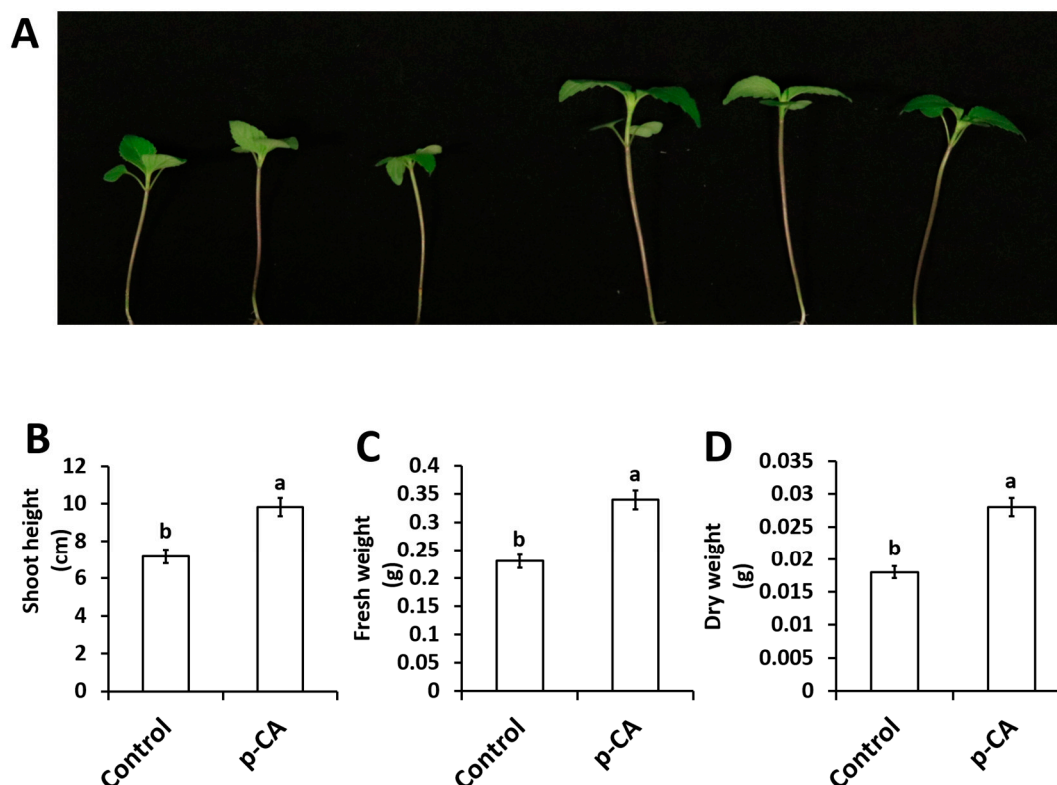 A
B
Shoot height
(cm)
12
10
8
6
4
2
0
b
a
Control
p-CA
C
Fresh weight
(g)
0.4
0.35
0.3
0.25
0.2
0.15
0.1
0.05
0
b
a
Control
p-CA
D
Dry weight
(g)
0.035
0.03
0.025
0.02
0.015
0.01
0.005
0
b
a
Control
p-CA